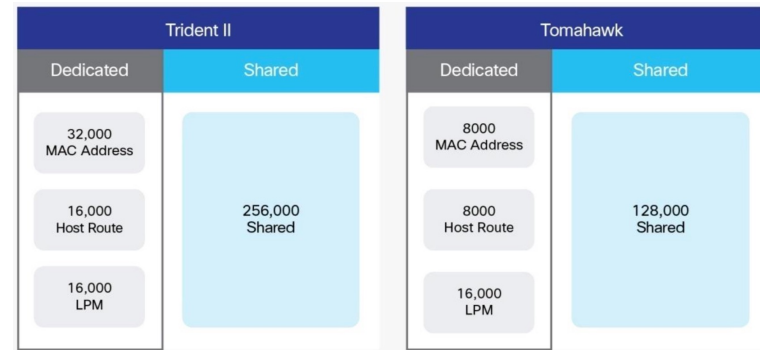 Trident II
Dedicated
Shared
32,000
MAC Address
16,000
Host Route
16,000
LPM
256,000
Shared
Tomahawk
Dedicated
Shared
8000
MAC Address
8000
Host Route
16,000
LPM
128,000
Shared